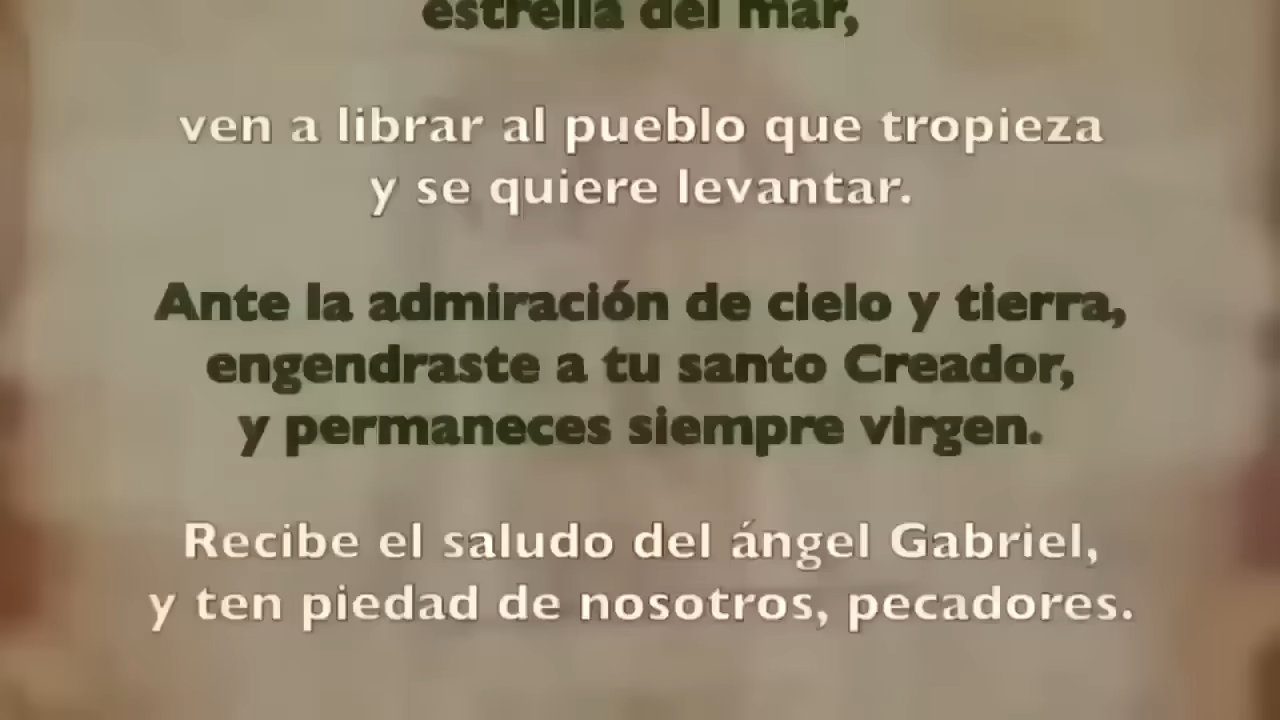 estrella del mar,
ven a librar al pueblo que tropieza
y se quiere levantar.
Ante la admiración de cielo y tierra,
engendraste a tu santo Creador,
y permaneces siempre virgen.
Recibe el saludo del ángel Gabriel,
y ten piedad de nosotros, pecadores.